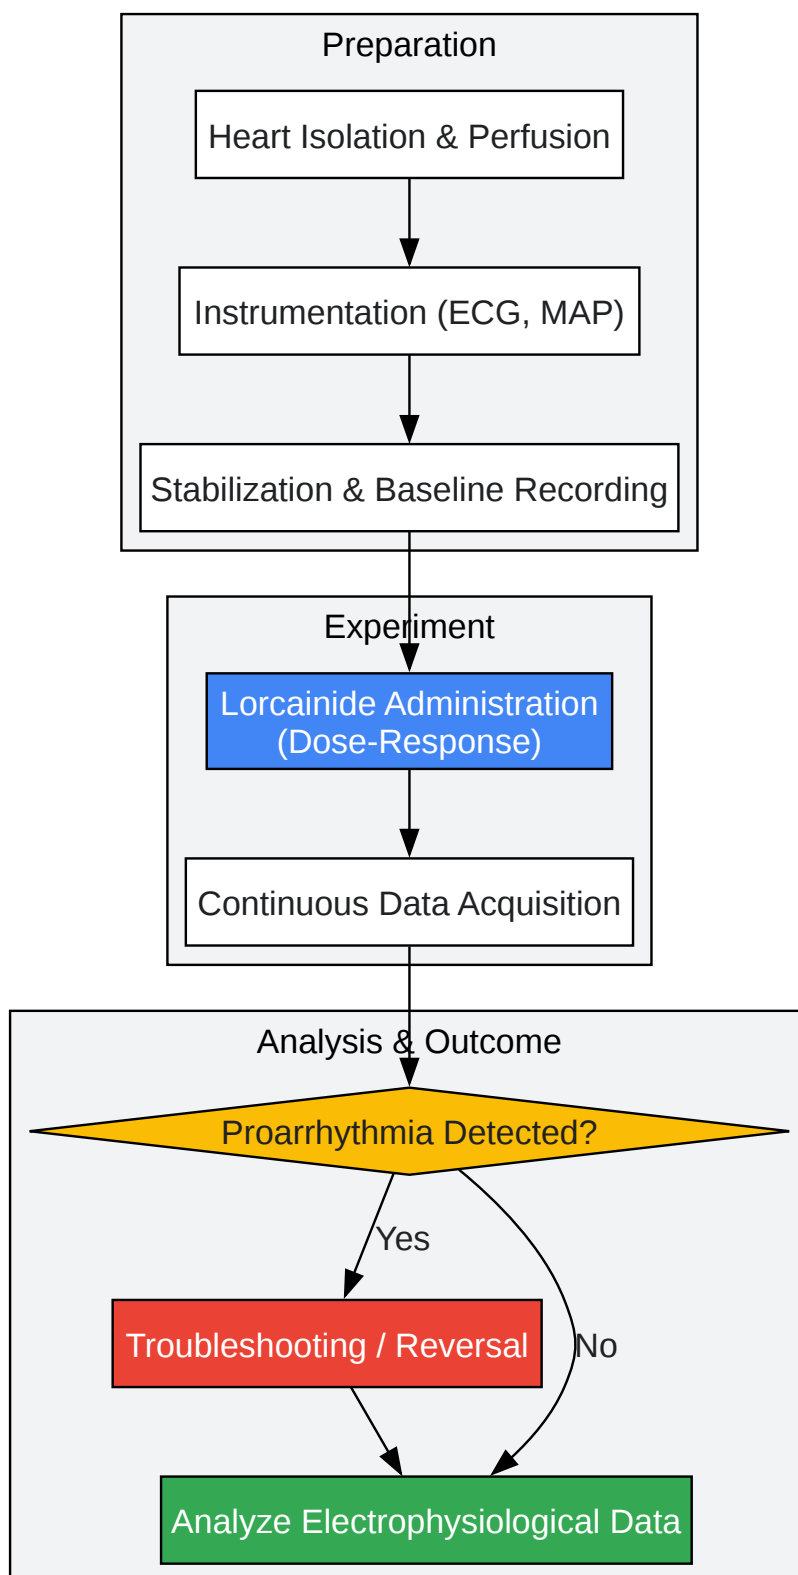 Preparation
Heart Isolation & Perfusion
Instrumentation (ECG, MAP)
Stabilization & Baseline Recording
Experiment
Lorcainide Administration
(Dose-Response)
Continuous Data Acquisition
Analysis & Outcome
Proarrhythmia Detected?
Yes
Troubleshooting / Reversal
No
Analyze Electrophysiological Data